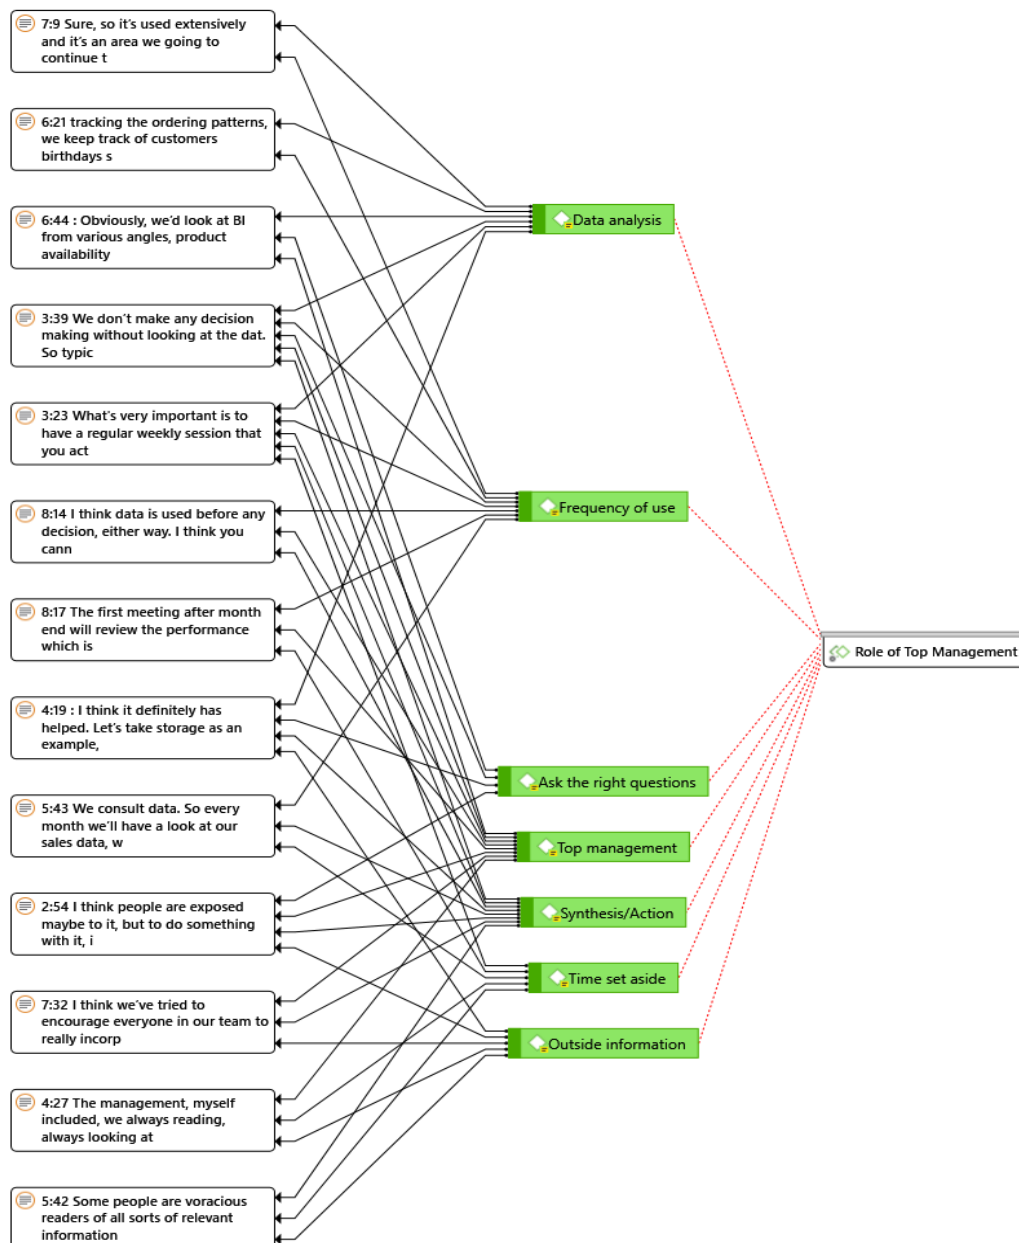 7:9 Sure, so it's used extensively
and it's an area we going to
continue t
6:21 tracking the ordering patterns,
we keep track of customers
birthdays s
6:44 : Obviously, we'd look at BI
from various angles, product
availability
3:39 We don't make any decision
making without looking at the dat.
So typic
3:23 What's very important is to
have a regular weekly session that
you act
8:14 I think data is used before any
decision, either way. I think you
cann
8:17 The first meeting after month
end will review the performance
which is
4:19 : I think it definitely has
helped. Let's take storage as an
example,
5:43 We consult data. So every
month we'll have a look at our
sales data, w
2:54 I think people are exposed
maybe to it, but to do something
with it, i
7:32 I think we've tried to
encourage everyone in our team to
really incorp
4:27 The management, myself
included, we always reading,
always looking at
5:42 Some people are voracious
readers of all sorts of relevant
information
Data analysis
Frequency of use
Ask the right questions
Top management
Synthesis/Action
Time set aside
Outside information
Role of Top Management